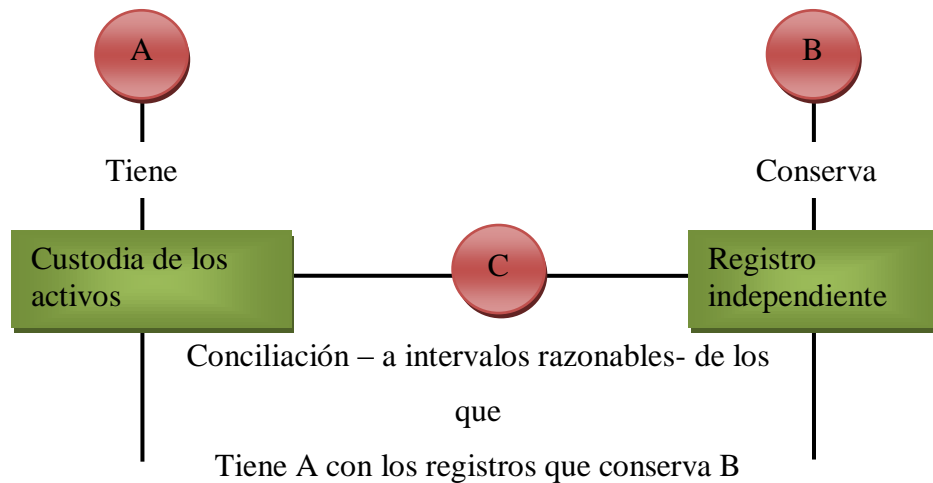 A
B
Tiene
Conserva
Custodia de los
activos
C
Registro
independiente
Conciliación – a intervalos razonables- de los
que
Tiene A con los registros que conserva B